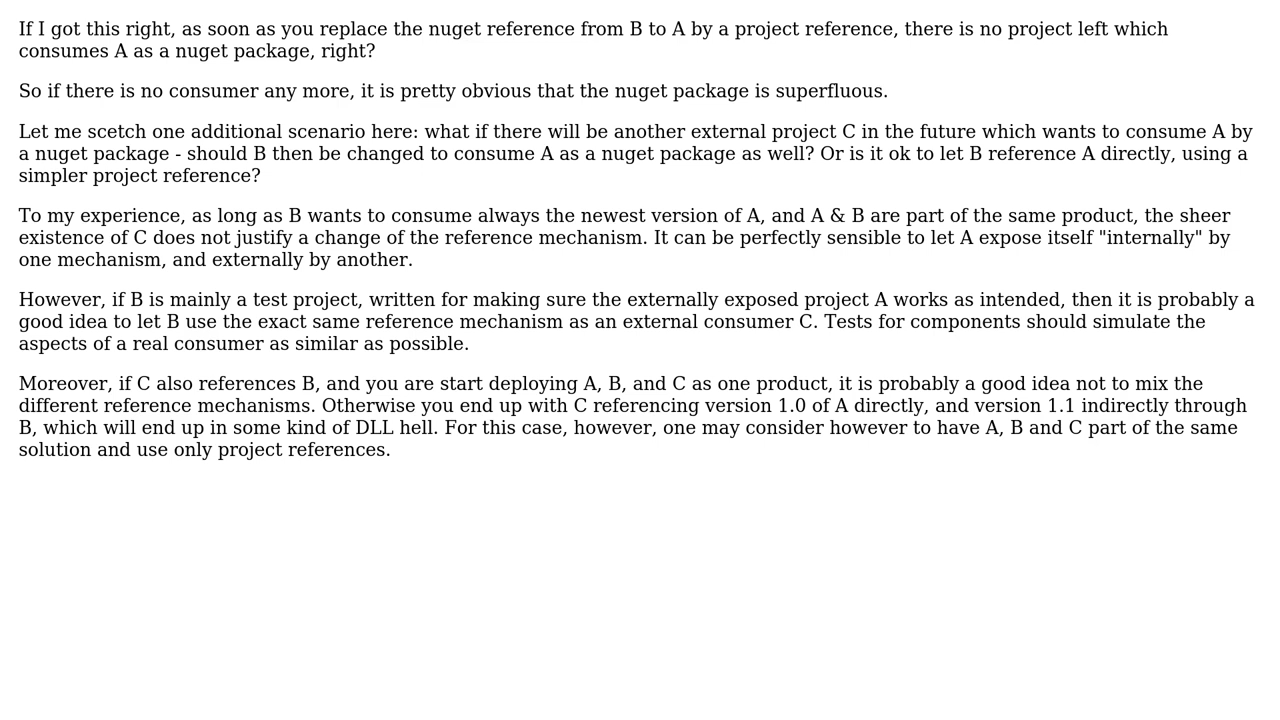 If I got this right, as soon as you replace the nuget reference from B to A by a project reference, there is no project left which
consumes A as a nuget package, right?
So if there is no consumer any more, it is pretty obvious that the nuget package is superfluous.
Let me scetch one additional scenario here: what if there will be another external project C in the future which wants to consume A by
a nuget package - should B then be changed to consume A as a nuget package as well? Or is it ok to let B reference A directly, using a
simpler project reference?
To my experience, as long as B wants to consume always the newest version of A, and A & B are part of the same product, the sheer
existence of C does not justify a change of the reference mechanism. It can be perfectly sensible to let A expose itself "internally" by
one mechanism, and externally by another.
However, if B is mainly a test project, written for making sure the externally exposed project A works as intended, then it is probably a
good idea to let B use the exact same reference mechanism as an external consumer C. Tests for components should simulate the
aspects of a real consumer as similar as possible.
Moreover, if C also references B, and you are start deploying A, B, and C as one product, it is probably a good idea not to mix the
different reference mechanisms. Otherwise you end up with C referencing version 1.0 of A directly, and version 1.1 indirectly through
B, which will end up in some kind of DLL hell. For this case, however, one may consider however to have A, B and C part of the same
solution and use only project references.